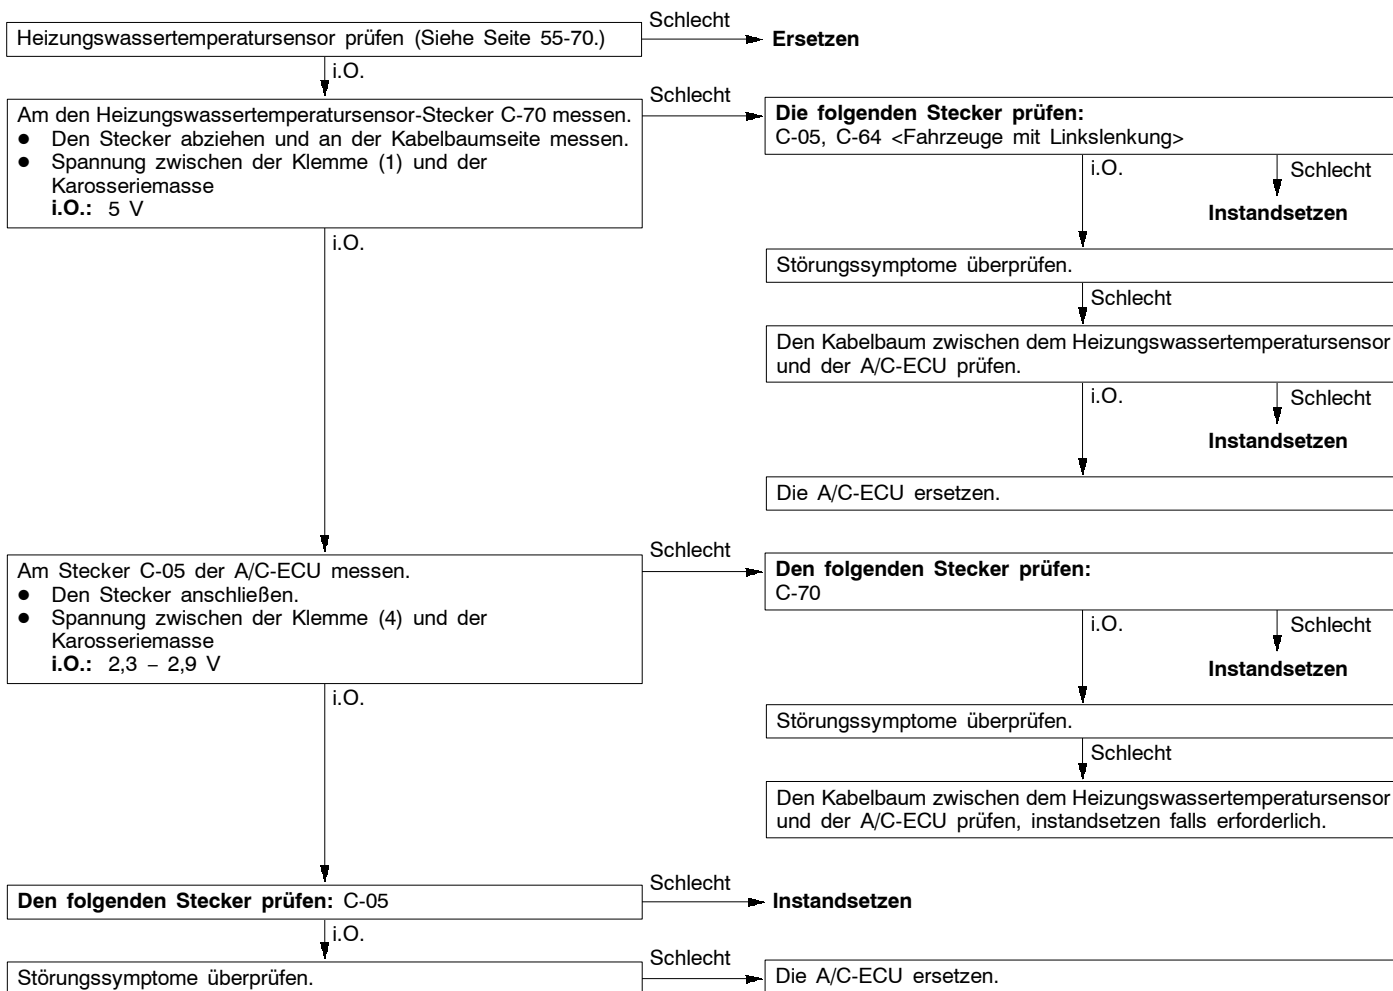 Schlecht
Heizungswassertemperatursensor prüfen (Siehe Seite 55-70.)
Ersetzen
i.O.
Am den Heizungswassertemperatursensor-Stecker C-70 messen.
● Den Stecker abziehen und an der Kabelbaumseite messen.
● Spannung zwischen der Klemme (1) und der
Karosseriemasse
i.O.: 5 V
Schlecht
Die folgenden Stecker prüfen:
C-05, C-64 <Fahrzeuge mit Linkslenkung>
i.O.
Schlecht
Instandsetzen
i.O.
Störungssymptome überprüfen.
Schlecht
Den Kabelbaum zwischen dem Heizungswassertemperatursensor
und der A/C-ECU prüfen.
i.O.
Schlecht
Instandsetzen
Die A/C-ECU ersetzen.
Am Stecker C-05 der A/C-ECU messen.
● Den Stecker anschließen.
● Spannung zwischen der Klemme (4) und der
Karosseriemasse
i.O.: 2,3 – 2,9 V
Schlecht
Den folgenden Stecker prüfen:
C-70
i.O.
Schlecht
Instandsetzen
i.O.
Störungssymptome überprüfen.
Schlecht
Den Kabelbaum zwischen dem Heizungswassertemperatursensor
und der A/C-ECU prüfen, instandsetzen falls erforderlich.
Den folgenden Stecker prüfen: C-05
Schlecht
Instandsetzen
i.O.
Störungssymptome überprüfen.
Schlecht
Die A/C-ECU ersetzen.